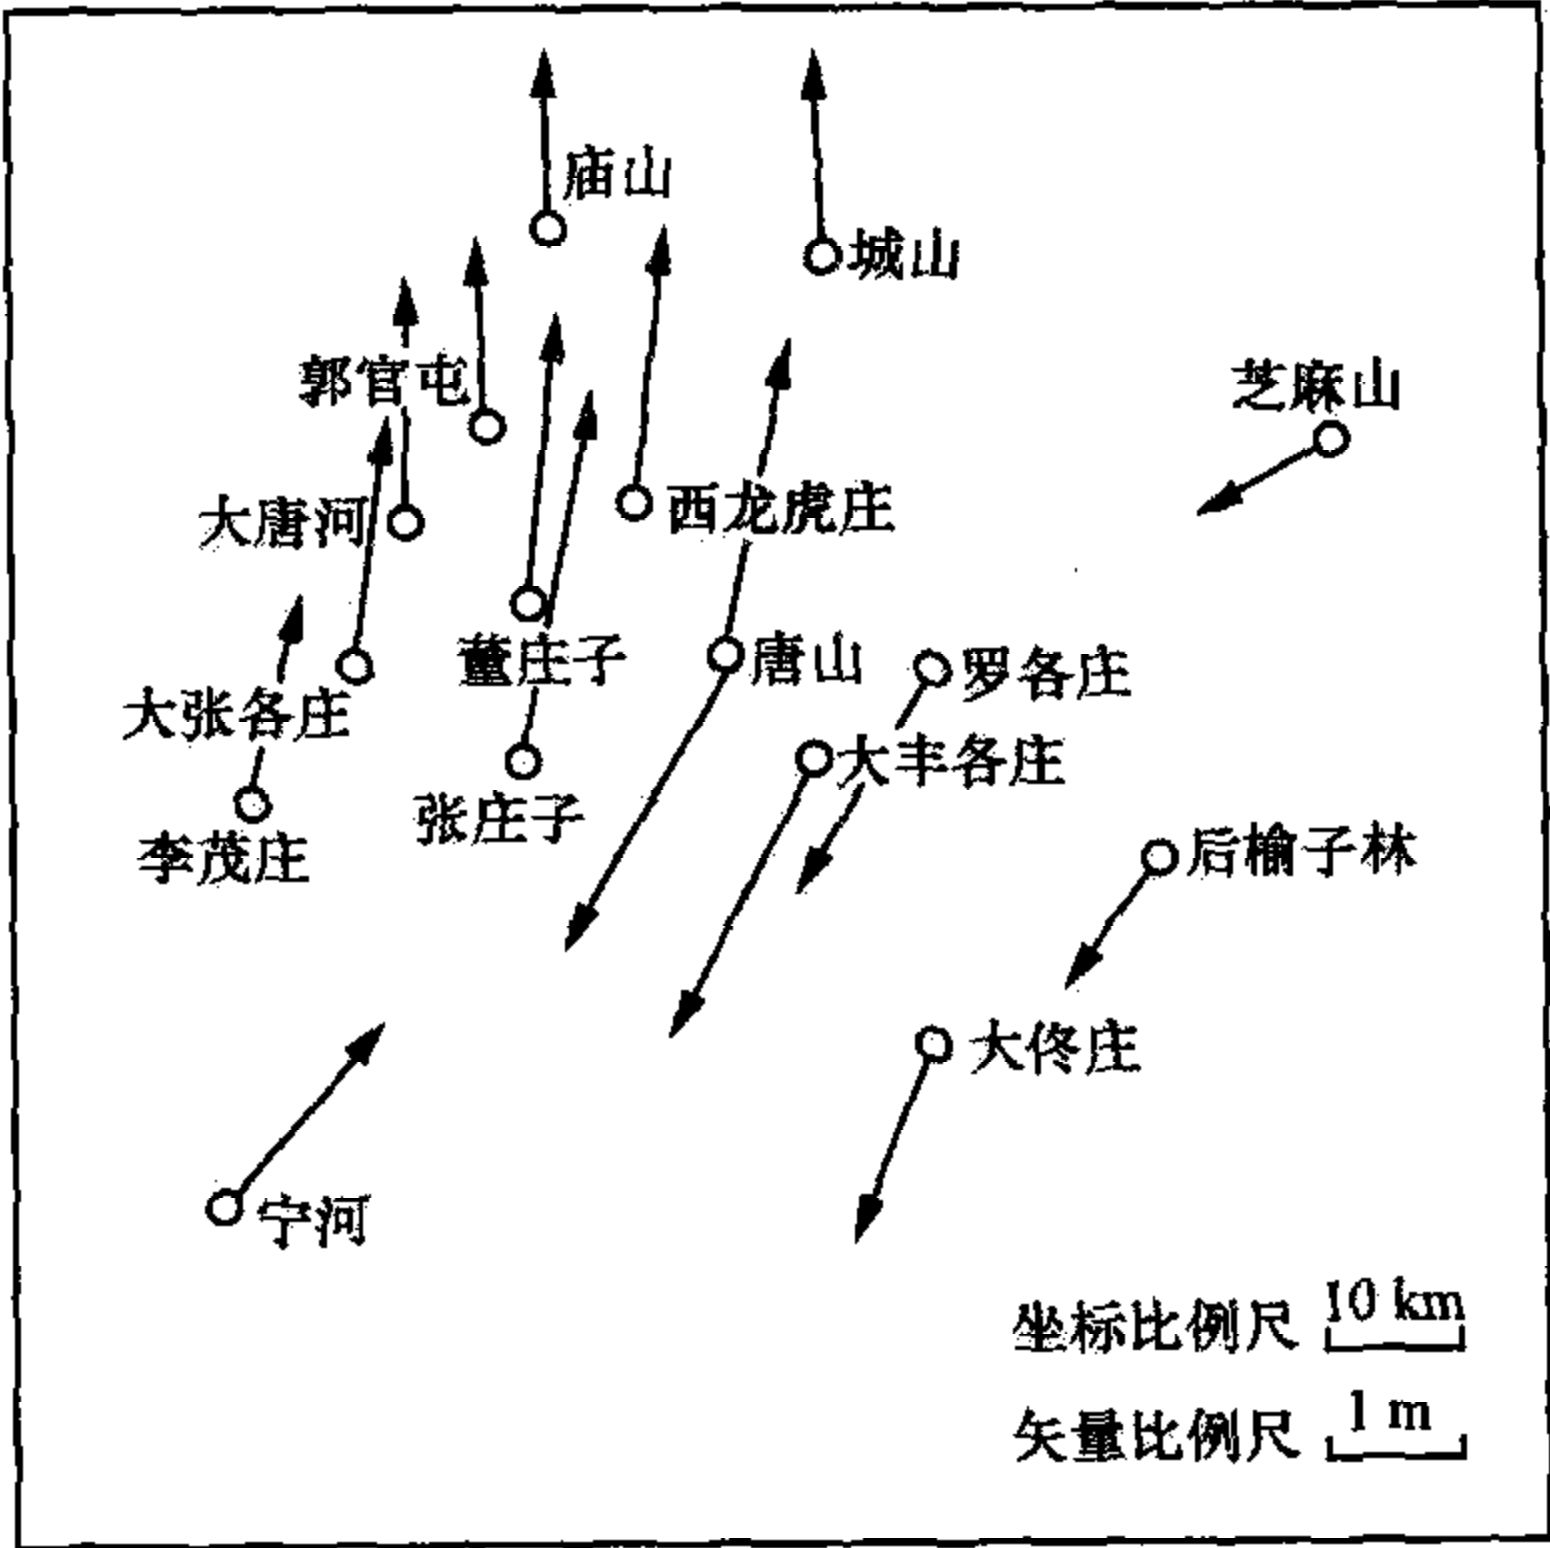 庙山
城山
郭官屯
芝麻山
大唐河
西龙虎庄
董庄子
唐山
罗各庄
大张各庄
大丰各庄
张庄子
李茂庄
后榆子林
大佟庄
宁河
坐标比例尺 10 km
矢量比例尺 1 m